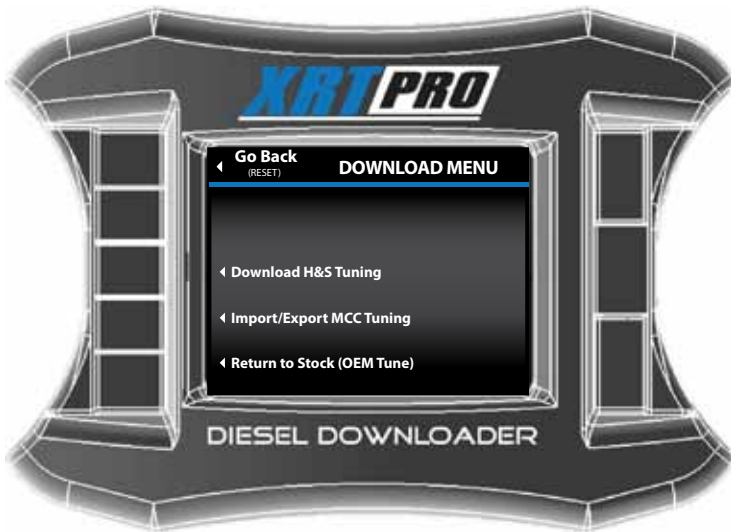 XRT PRO
Go Back
(RESET)
DOWNLOAD MENU
Download H&S Tuning
Import/Export MCC Tuning
Return to Stock (OEM Tune)
DIESEL DOWNLOADER